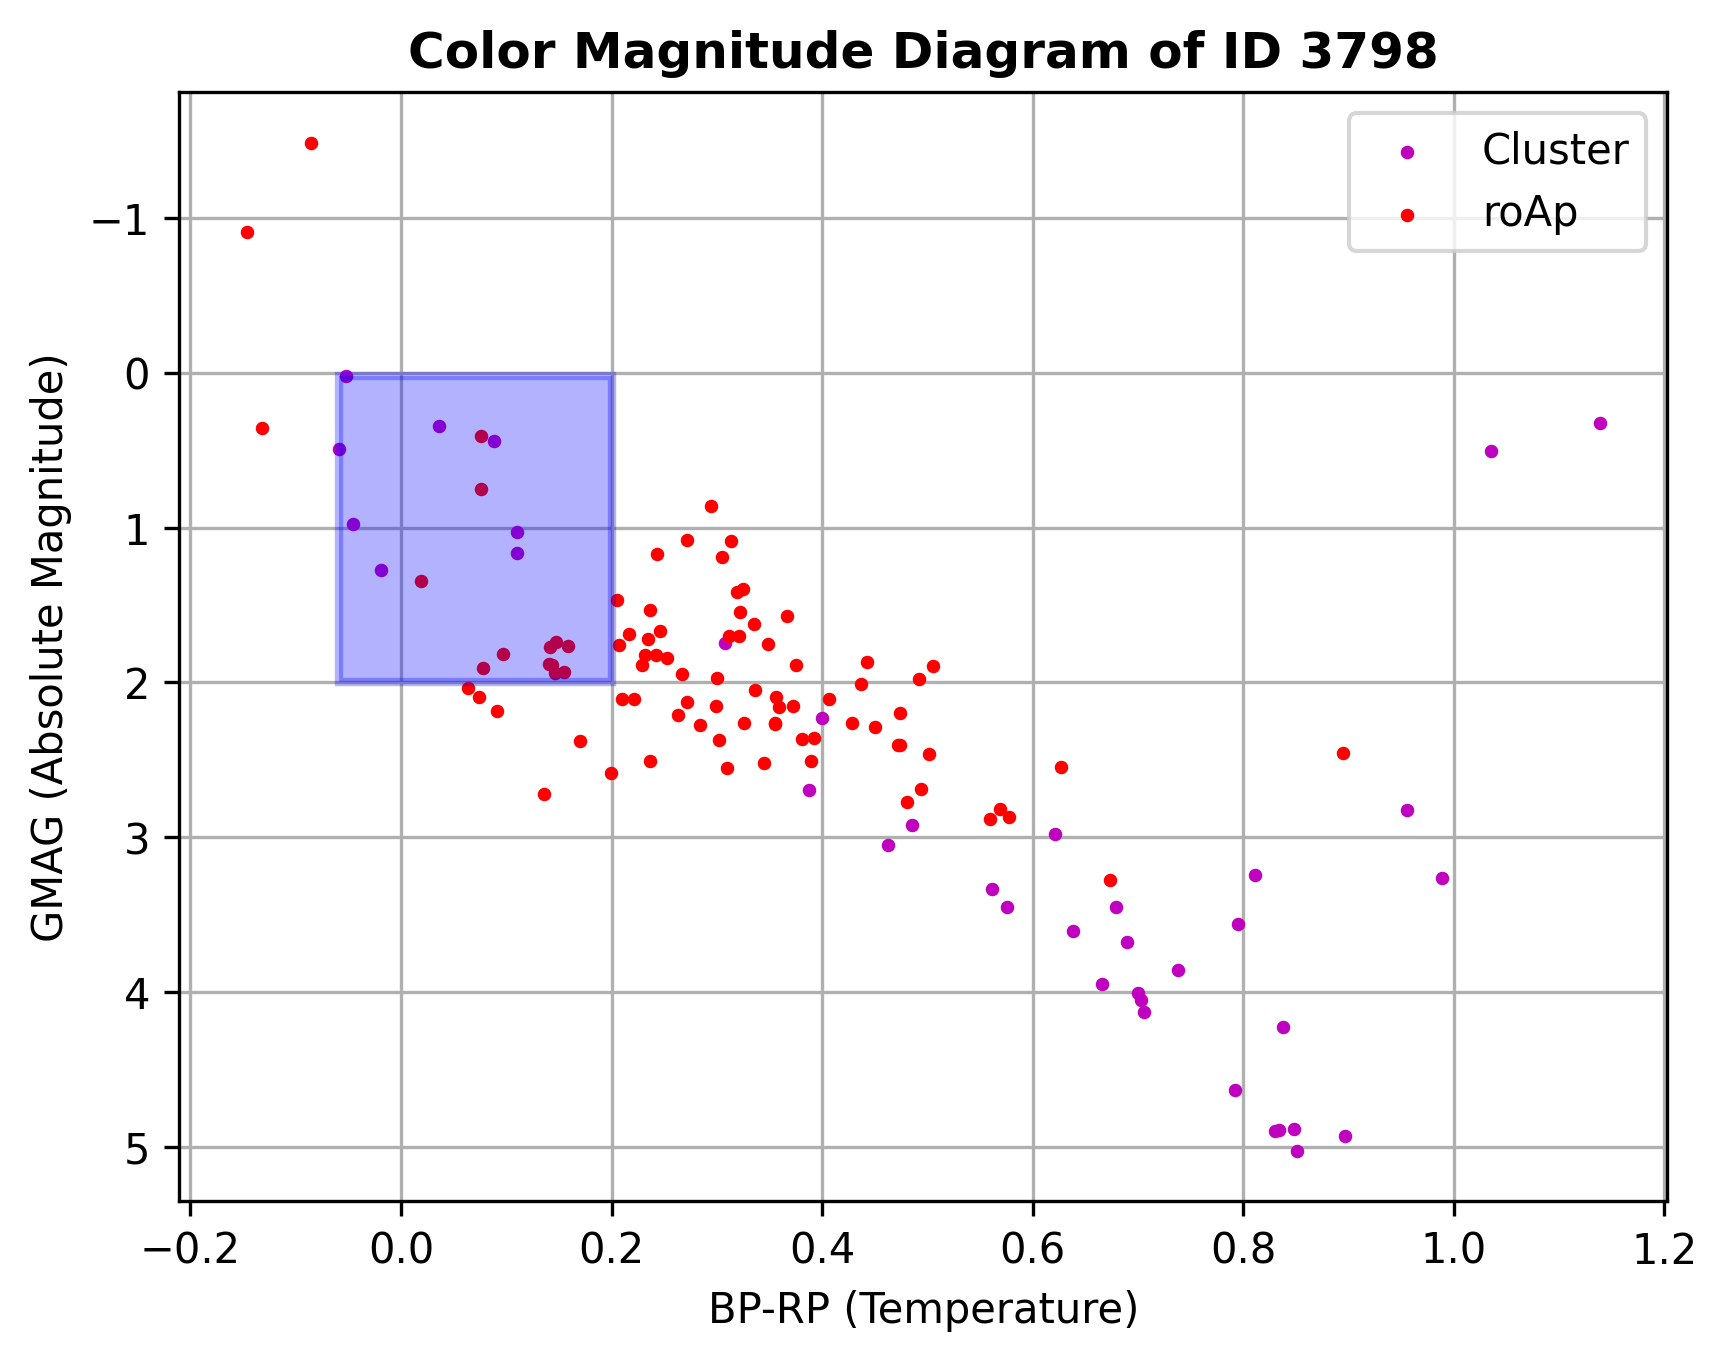 Color Magnitude Diagram of ID 3798
Cluster
roAp
GMAG (Absolute Magnitude)
−1
0
1
2
3
4
5
−0.2 0.0 0.2 0.4 0.6 0.8 1.0 1.2
BP-RP (Temperature)